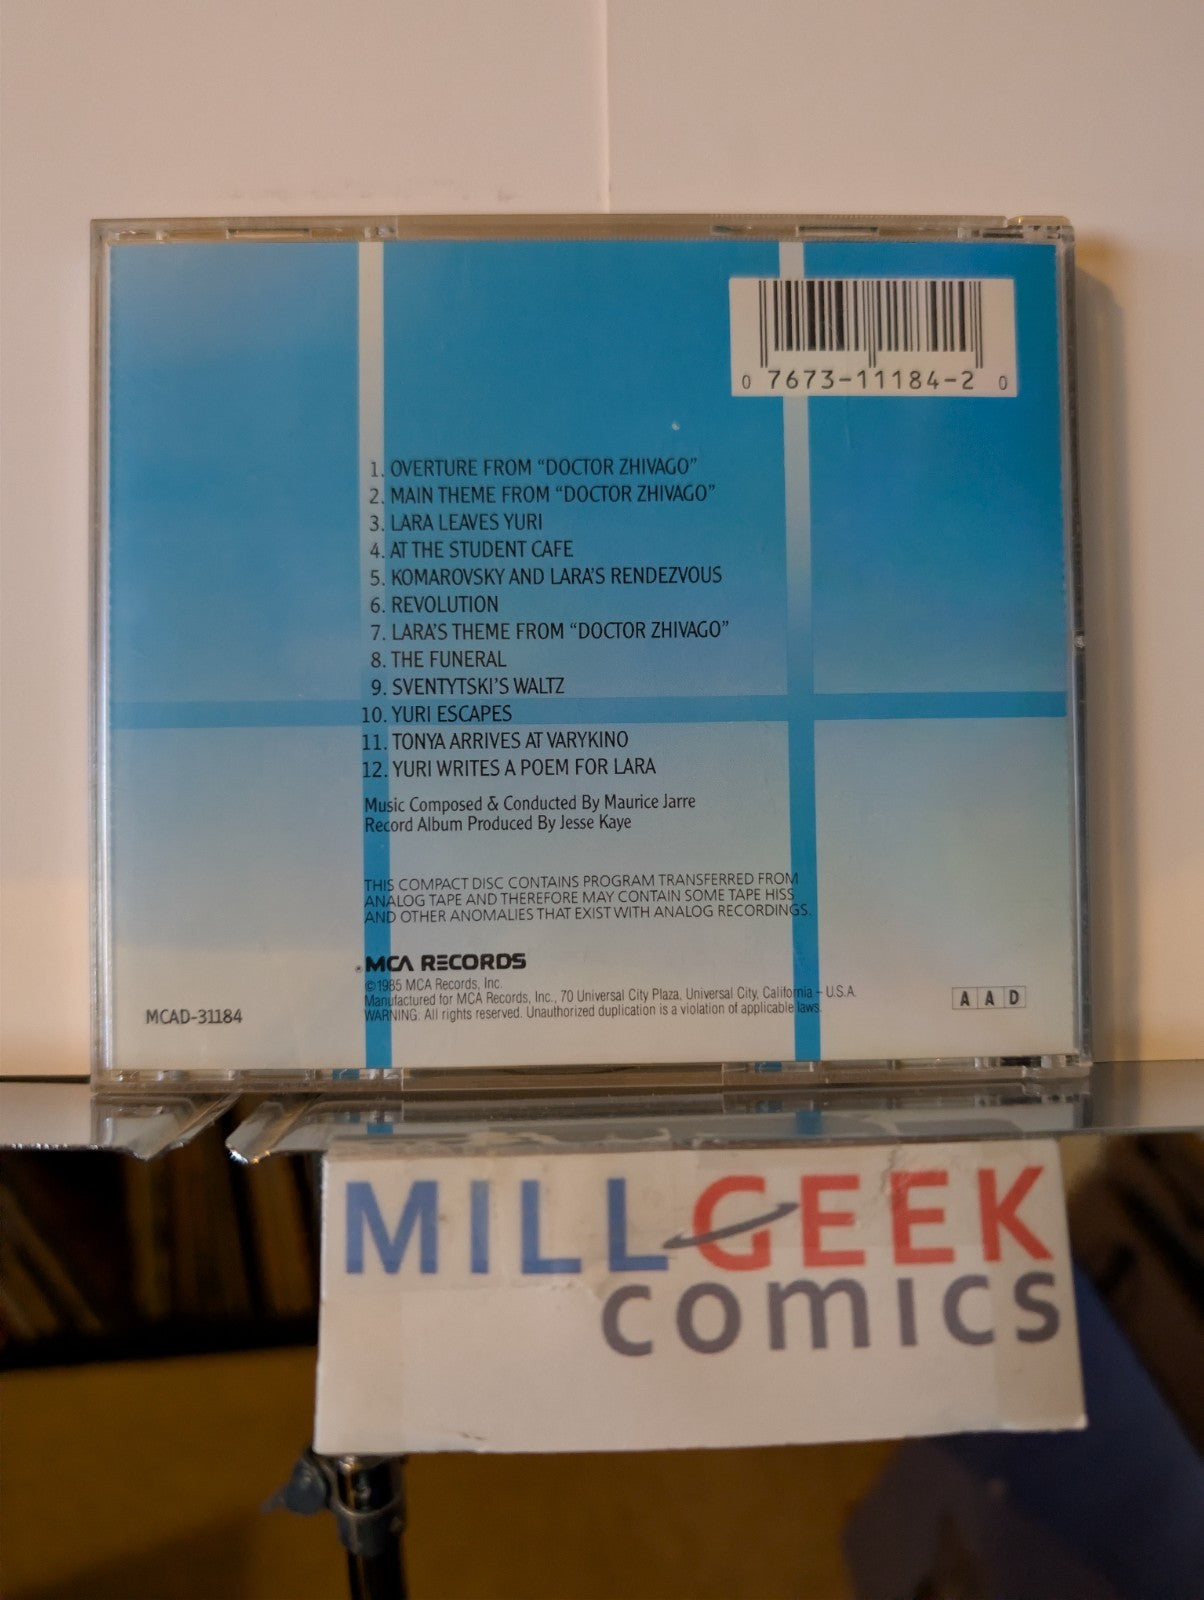 0 7673-11184-2 0
1. OVERTURE FROM “DOCTOR ZHIVAGO”
2. MAIN THEME FROM “DOCTOR ZHIVAGO”
3. LARA LEAVES YURI
4. AT THE STUDENT CAFE
5. KOMAROVSKY AND LARA'S RENDEZVOUS
6. REVOLUTION
7. LARA'S THEME FROM “DOCTOR ZHIVAGO”
8. THE FUNERAL
9. SVENTYTSKI'S WALTZ
10. YURI ESCAPES
11. TONYA ARRIVES AT VARYKINO
12. YURI WRITES A POEM FOR LARA
Music Composed & Conducted By Maurice Jarre
Record Album Produced By Jesse Kaye
THIS COMPACT DISC CONTAINS PROGRAM TRANSFERRED FROM
ANALOG TAPE AND THEREFORE MAY CONTAIN SOME TAPE HISS
AND OTHER ANOMALIES THAT EXIST WITH ANALOG RECORDINGS.
MCA RECORDS
©1985 MCA Records, Inc.
Manufactured for MCA Records, Inc., 70 Universal City Plaza, Universal City, California – U.S.A.
WARNING: All rights reserved. Unauthorized duplication is a violation of applicable laws.
MCAD-31184
A A D
MILL GEEK
COMICS